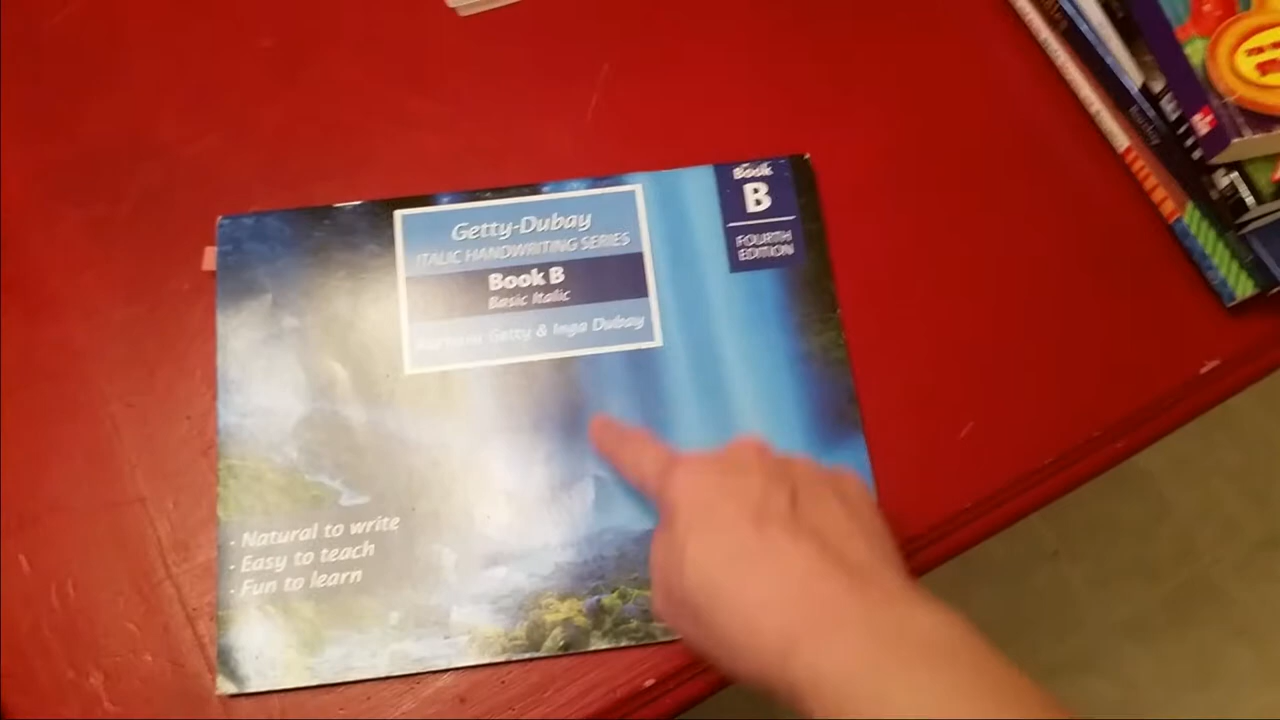 Getty-Dubay
ITALIC HANDWRITING SERIES
Book B
Basic Italic
Getty & Inga Dubay
Book
B
FOURTH
EDITION
· Natural to write
· Easy to teach
· Fun to learn